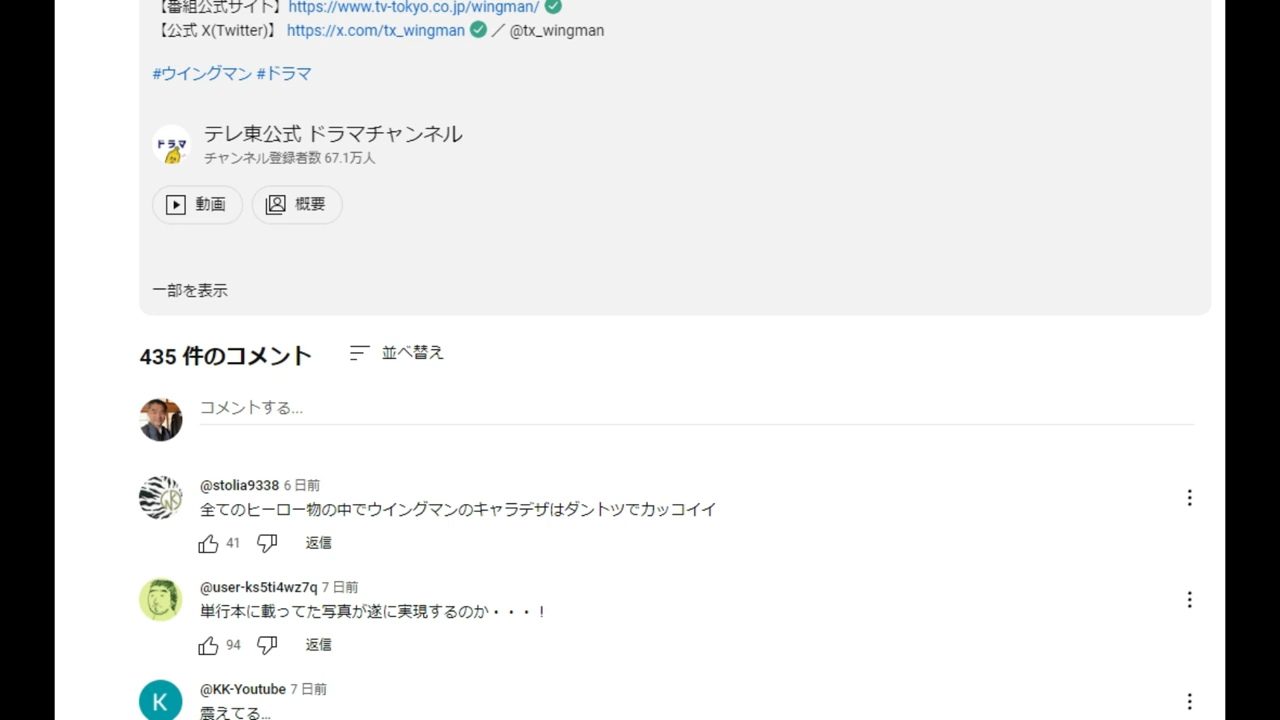 【番組公式サイト】https://www.tv-tokyo.co.jp/wingman/
【公式 X(Twitter)】 https://x.com/tx_wingman ／ @tx_wingman
#ウイングマン #ドラマ
ドラマ
テレ東公式 ドラマチャンネル
チャンネル登録者数 67.1万人
動画
概要
一部を表示
435 件のコメント
並べ替え
コメントする...
@stolia9338 6 日前
全てのヒーロー物の中でウイングマンのキャラデザはダントツでカッコイイ
41
返信
@user-ks5ti4wz7q 7 日前
単行本に載ってた写真が遂に実現するのか・・・！
94
返信
K
@KK-Youtube 7 日前
震えてる...